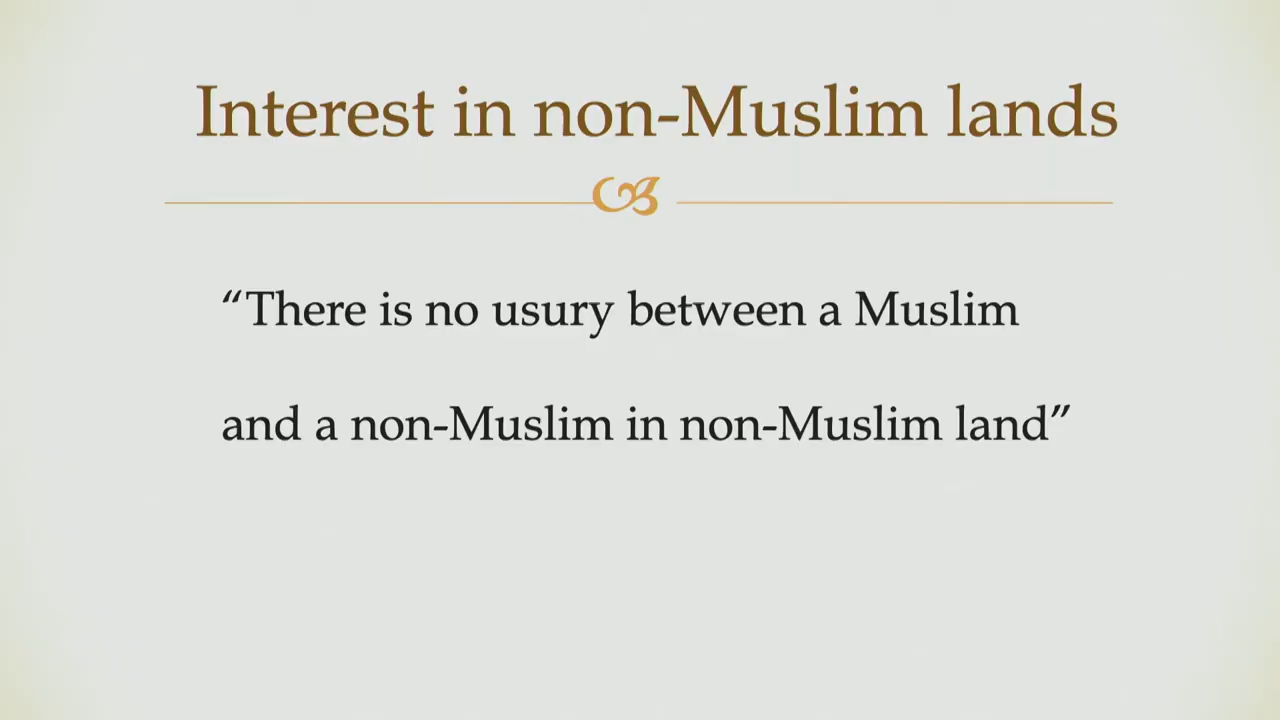 Interest in non-Muslim lands
“There is no usury between a Muslim
and a non-Muslim in non-Muslim land”